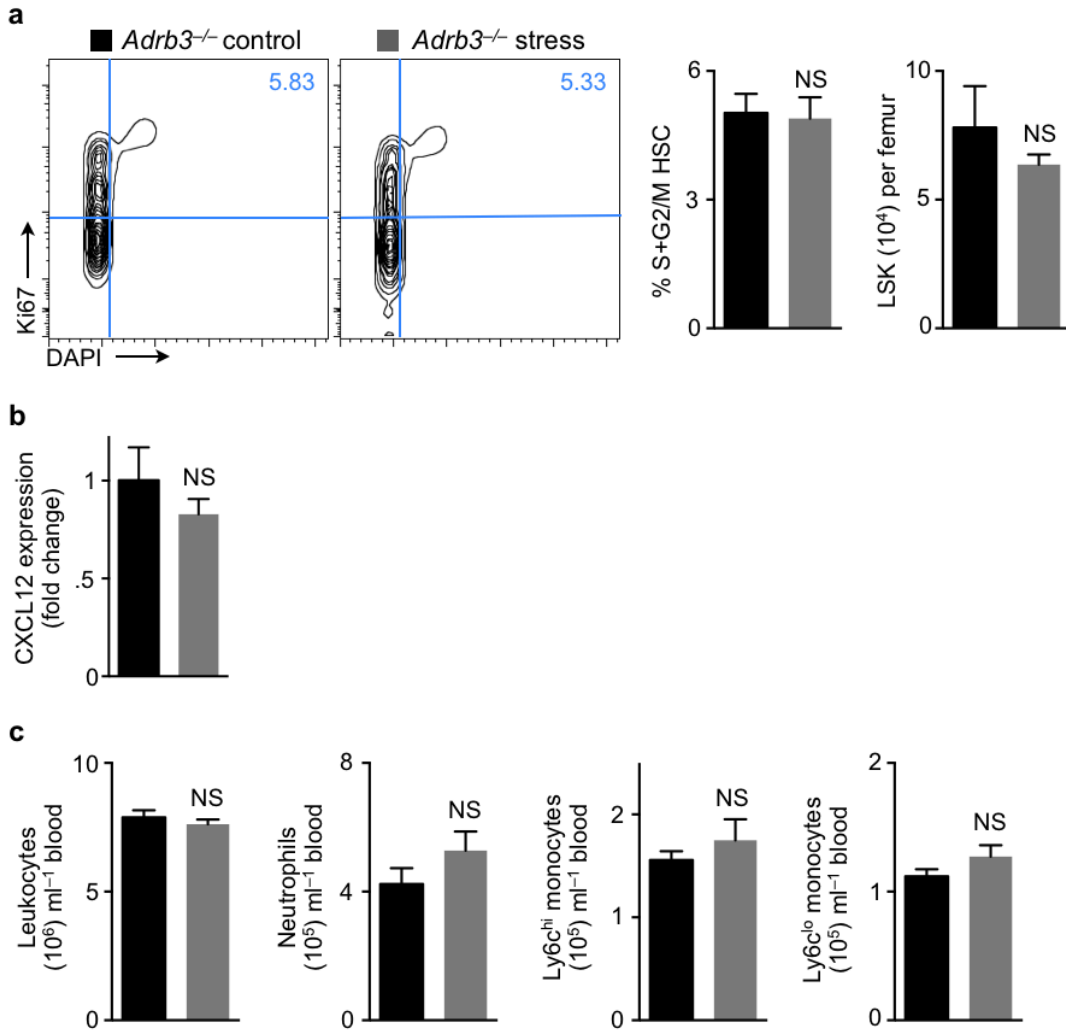 a
Adrb3–/– control
Adrb3–/– stress
5.83
5.33
Ki67
DAPI
6
3
0
% S+G2/M HSC
NS
10
5
0
LSK (10⁴) per femur
NS
b
1
.5
0
CXCL12 expression
(fold change)
NS
c
10
5
0
Leukocytes
(10⁶) ml⁻¹ blood
NS
8
4
0
Neutrophils
(10⁵) ml⁻¹ blood
NS
2
1
0
Ly6cʰⁱ monocytes
(10⁵) ml⁻¹ blood
NS
2
1
0
Ly6cˡᵒ monocytes
(10⁵) ml⁻¹ blood
NS